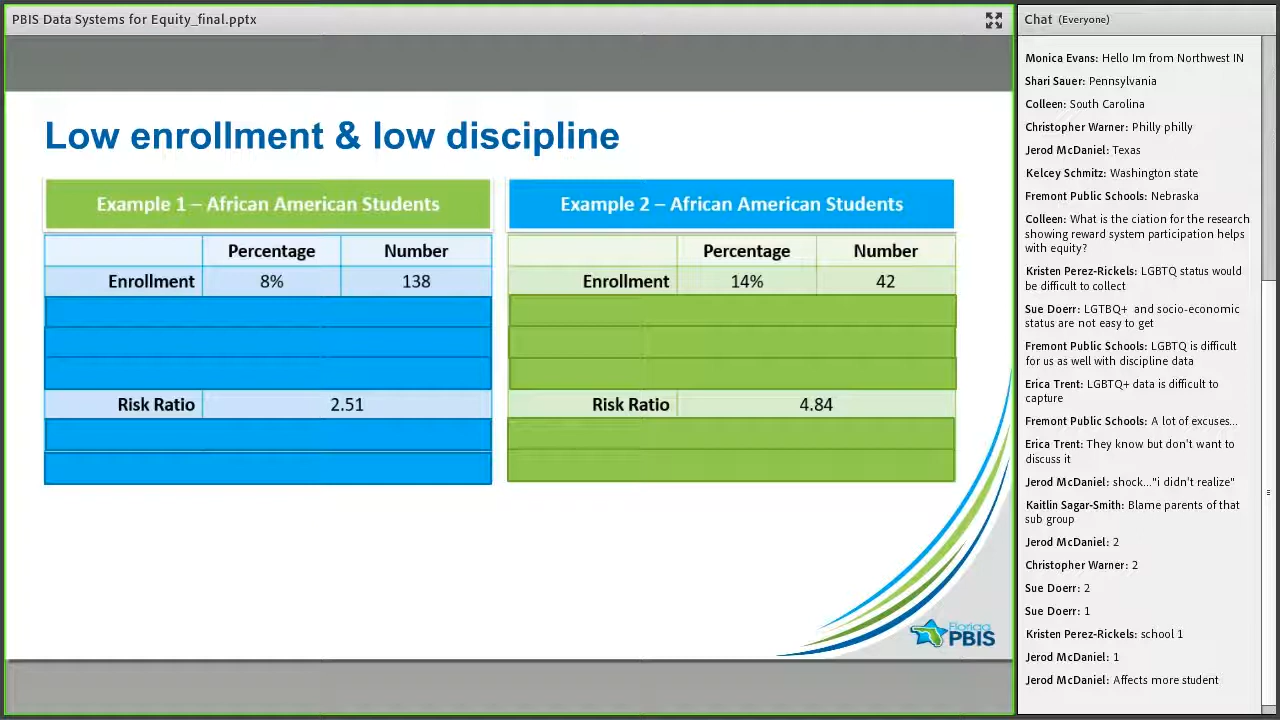 PBIS Data Systems for Equity_final.pptx
Low enrollment & low discipline
Example 1 – African American Students
Percentage Number
Enrollment 8% 138
Risk Ratio 2.51
Example 2 – African American Students
Percentage Number
Enrollment 14% 42
Risk Ratio 4.84
Florida
PBIS
Chat (Everyone)
Monica Evans: Hello Im from Northwest IN
Shari Sauer: Pennsylvania
Colleen: South Carolina
Christopher Warner: Philly philly
Jerod McDaniel: Texas
Kelcey Schmitz: Washington state
Fremont Public Schools: Nebraska
Colleen: What is the ciation for the research
showing reward system participation helps
with equity?
Kristen Perez-Rickels: LGBTQ status would
be difficult to collect
Sue Doerr: LGTBQ+ and socio-economic
status are not easy to get
Fremont Public Schools: LGBTQ is difficult
for us as well with discipline data
Erica Trent: LGBTQ+ data is difficult to
capture
Fremont Public Schools: A lot of excuses...
Erica Trent: They know but don't want to
discuss it
Jerod McDaniel: shock..."i didn't realize"
Kaitlin Sagar-Smith: Blame parents of that
sub group
Jerod McDaniel: 2
Christopher Warner: 2
Sue Doerr: 2
Sue Doerr: 1
Kristen Perez-Rickels: school 1
Jerod McDaniel: 1
Jerod McDaniel: Affects more student